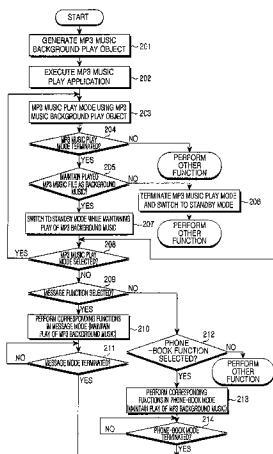 START
GENERATE MP3 MUSIC
BACKGROUND PLAY OBJECT
201
EXECUTE MP3 MUSIC
PLAY APPLICATION
202
MP3 MUSIC PLAY MODE USING MP3
MUSIC BACKGROUND PLAY OBJECT
203
204
MP3 MUSIC PLAY
MODE TERMINATED?
NO
YES
PERFORM
OTHER
FUNCTION
205
MAINTAIN PLAYED
MP3 MUSIC FILE AS BACKGROUND
MUSIC?
NO
YES
TERMINATE MP3 MUSIC PLAY MODE
AND SWITCH TO STANDBY MODE
206
207
SWITCH TO STANDBY MODE WHILE MAINTAINING
PLAY OF MP3 BACKGROUND MUSIC
PERFORM
OTHER
FUNCTION
208
YES
MP3 MUSIC PLAY
MODE SELECTED?
NO
209
MESSAGE FUNCTION SELECTED?
NO
YES
210
PERFORM CORRESPONDING FUNCTIONS
IN MESSAGE MODE (MAINTAIN
PLAY OF MP3 BACKGROUND MUSIC)
212
PHONE
-BOOK FUNCTION
SELECTED?
NO
211
NO
MESSAGE MODE TERMINATED?
YES
PERFORM
OTHER
FUNCTION
YES
PERFORM CORRESPONDING
FUNCTIONS IN PHONE-BOOK MODE
(MAINTAIN PLAY OF MP3 BACKGROUND MUSIC)
213
214
NO
PHONE-BOOK MODE
TERMINATED?
YES